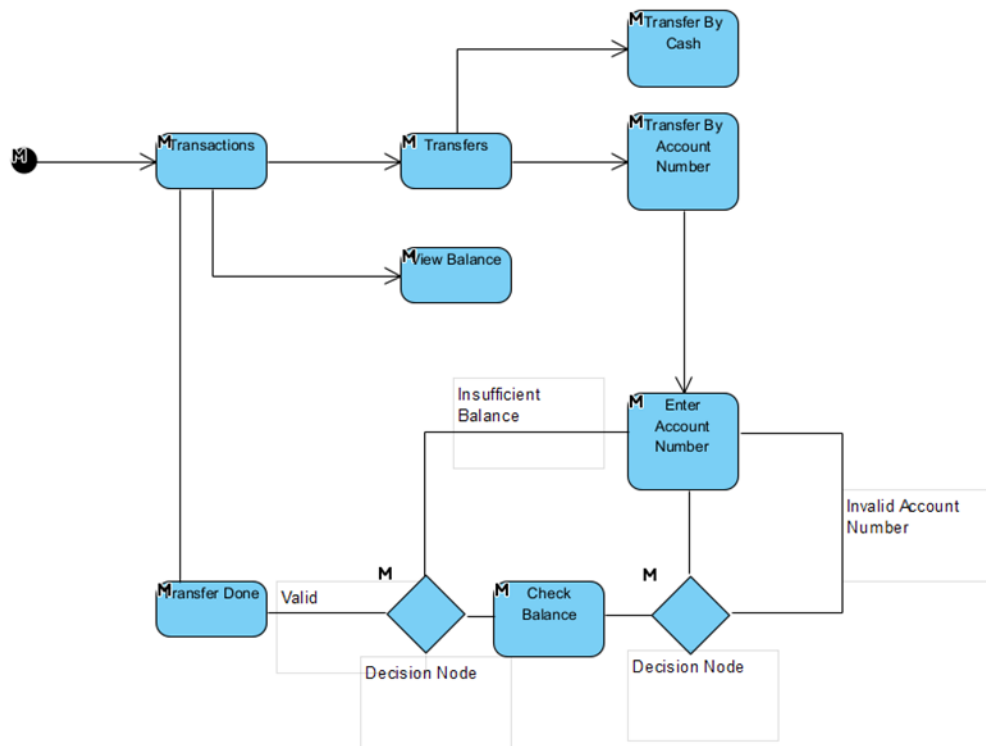 M Transfer By
Cash
M Transfer By
Account
Number
M
M Transactions
M Transfers
M View Balance
Insufficient
Balance
M Enter
Account
Number
Invalid Account
Number
M
M
M Transfer Done
Valid
M Check
Balance
Decision Node
Decision Node